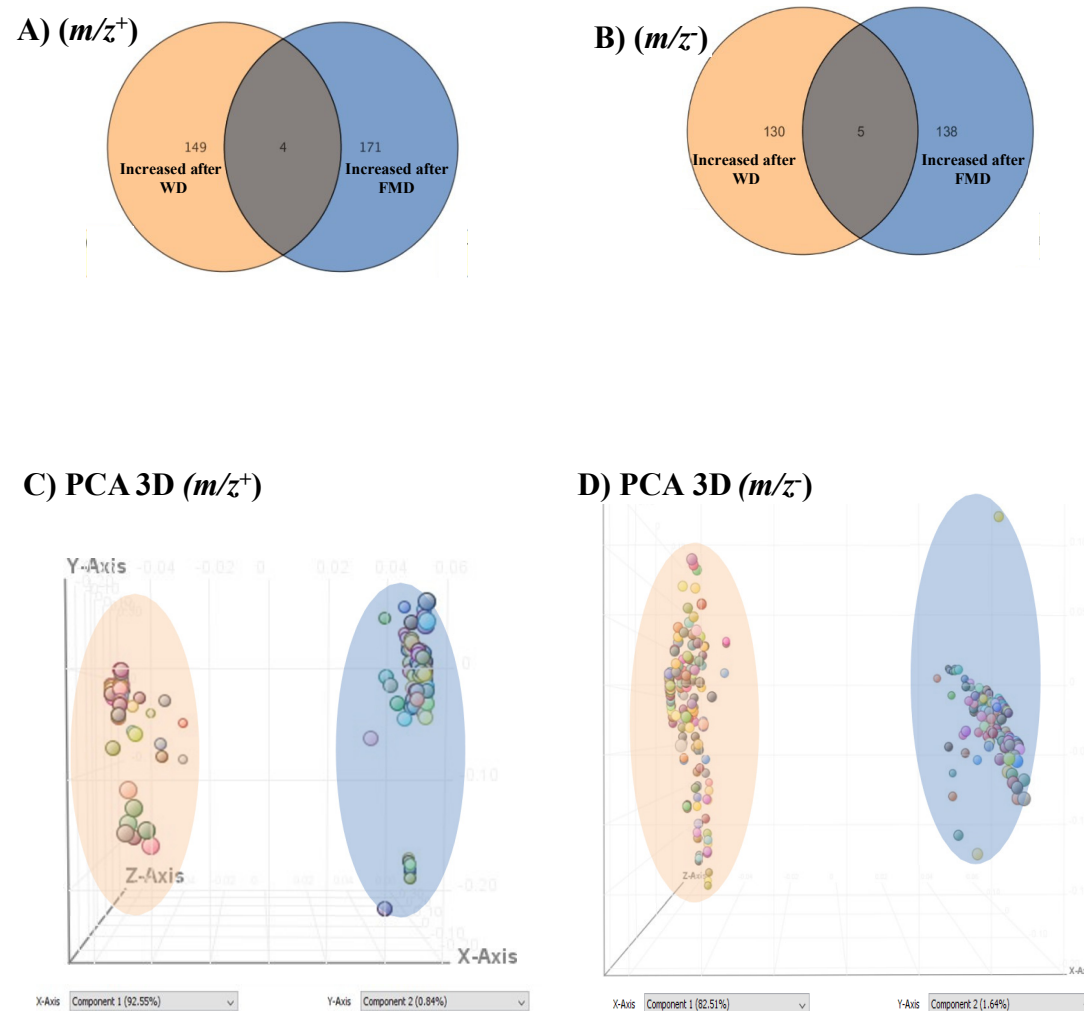 A) (m/z⁺)
149
4
171
Increased after
WD
Increased after
FMD
B) (m/z⁻)
130
5
138
Increased after
WD
Increased after
FMD
C) PCA 3D (m/z⁺)
Y-Axis
-0.04 -0.02 0 0.02 0.04 0.06
0
-0.10
-0.20
Z-Axis
X-Axis
X-Axis Component 1 (92.55%)
Y-Axis Component 2 (0.84%)
D) PCA 3D (m/z⁻)
Z-Axis
X-A
X-Axis Component 1 (82.51%)
Y-Axis Component 2 (1.64%)